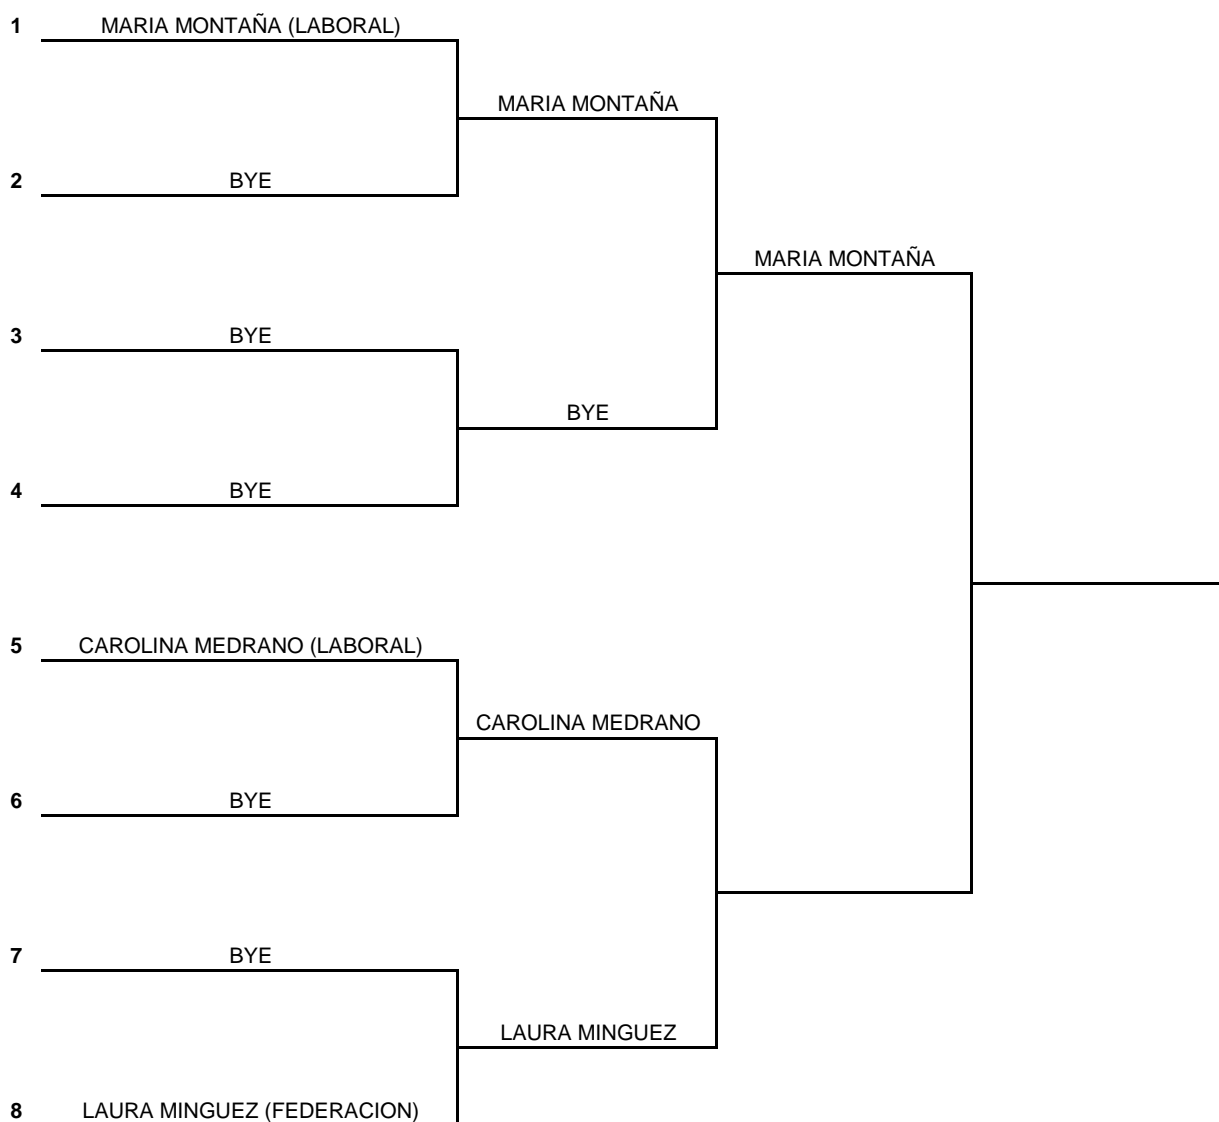 1 MARIA MONTAÑA (LABORAL)
MARIA MONTAÑA
2 BYE
MARIA MONTAÑA
3 BYE
BYE
4 BYE
5 CAROLINA MEDRANO (LABORAL)
CAROLINA MEDRANO
6 BYE
7 BYE
LAURA MINGUEZ
8 LAURA MINGUEZ (FEDERACION)